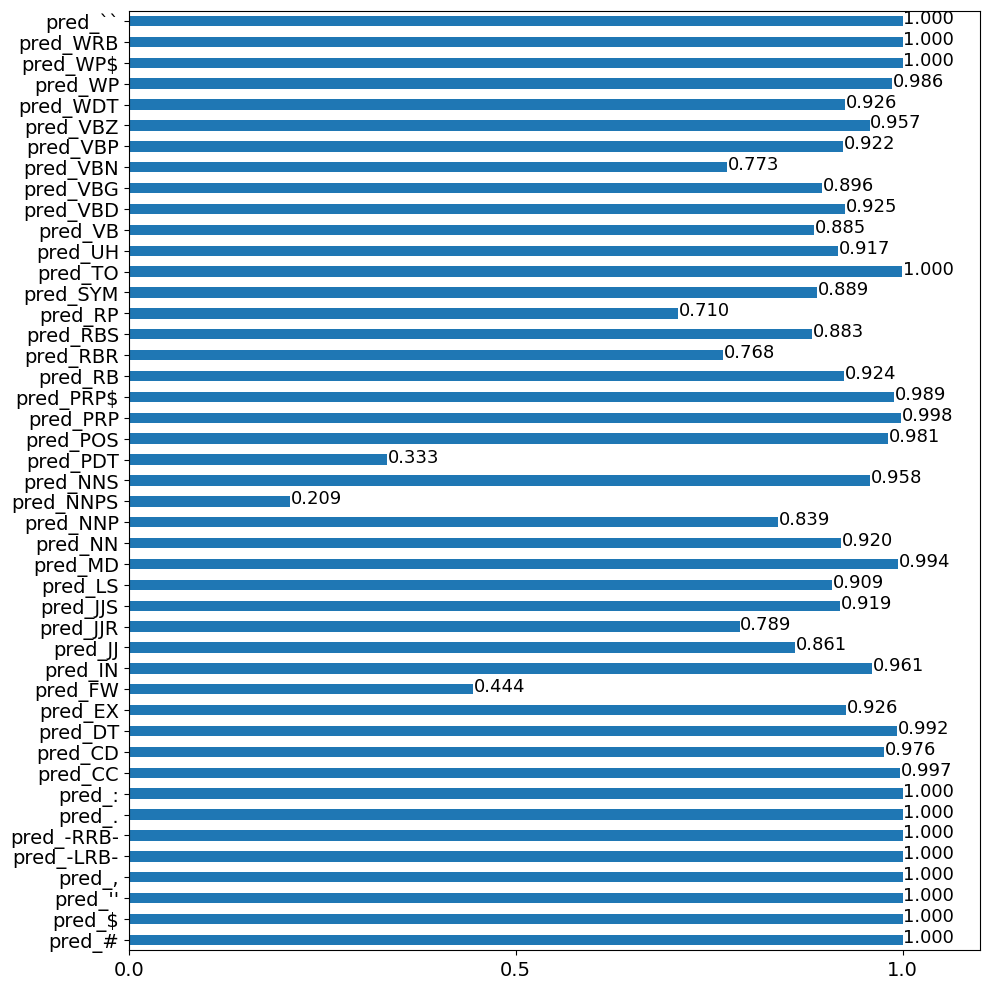 pred_`` 1.000
pred_WRB 1.000
pred_WP$ 1.000
pred_WP 0.986
pred_WDT 0.926
pred_VBZ 0.957
pred_VBP 0.922
pred_VBN 0.773
pred_VBG 0.896
pred_VBD 0.925
pred_VB 0.885
pred_UH 0.917
pred_TO 1.000
pred_SYM 0.889
pred_RP 0.710
pred_RBS 0.883
pred_RBR 0.768
pred_RB 0.924
pred_PRP$ 0.989
pred_PRP 0.998
pred_POS 0.981
pred_PDT 0.333
pred_NNS 0.958
pred_NNPS 0.209
pred_NNP 0.839
pred_NN 0.920
pred_MD 0.994
pred_LS 0.909
pred_JJS 0.919
pred_JJR 0.789
pred_JJ 0.861
pred_IN 0.961
pred_FW 0.444
pred_EX 0.926
pred_DT 0.992
pred_CD 0.976
pred_CC 0.997
pred_: 1.000
pred_. 1.000
pred_-RRB- 1.000
pred_-LRB- 1.000
pred_, 1.000
pred_'' 1.000
pred_$ 1.000
pred_# 1.000
0.0 0.5 1.0